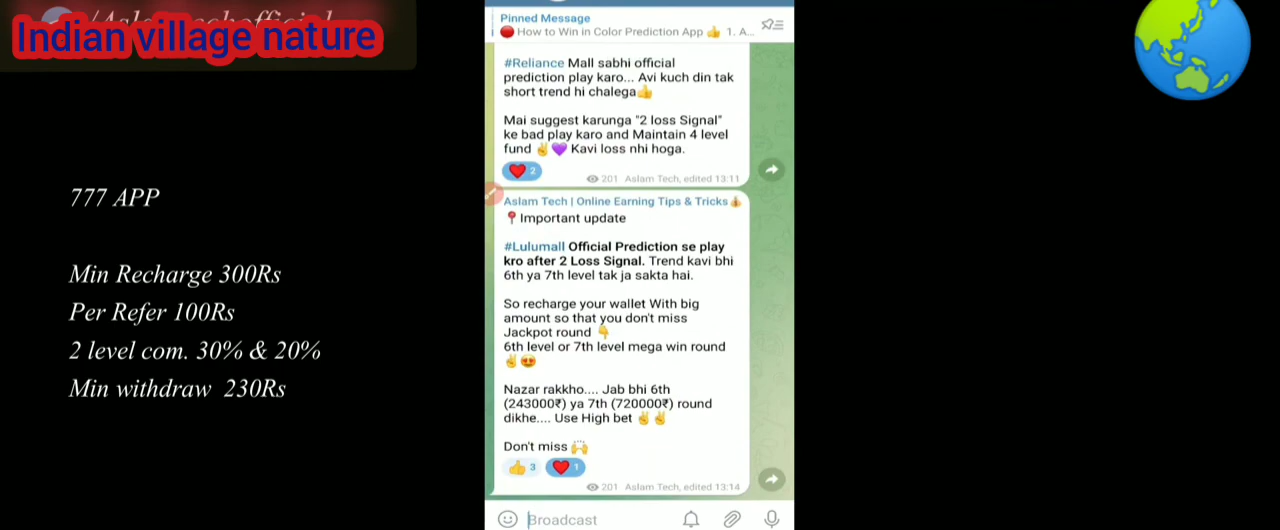 Indian village nature
777 APP
Min Recharge 300Rs
Per Refer 100Rs
2 level com. 30% & 20%
Min withdraw 230Rs
Pinned Message
🔴 How to Win in Color Prediction App 👍 1. A...
#Reliance Mall sabhi official
prediction play karo... Avi kuch din tak
short trend hi chalega👍
Mai suggest karunga "2 loss Signal"
ke bad play karo and Maintain 4 level
fund ✌💜 Kavi loss nhi hoga.
❤ 2
201 Aslam Tech, edited 13:11
Aslam Tech | Online Earning Tips & Tricks👍
📍Important update
#Lulumall Official Prediction se play
kro after 2 Loss Signal. Trend kavi bhi
6th ya 7th level tak ja sakta hai.
So recharge your wallet With big
amount so that you don't miss
Jackpot round 👇
6th level or 7th level mega win round
✌😍
Nazar rakkho.... Jab bhi 6th
(243000₹) ya 7th (720000₹) round
dikhe.... Use High bet ✌✌
Don't miss 🙌
👍 3 ❤ 1
201 Aslam Tech, edited 13:14
Broadcast